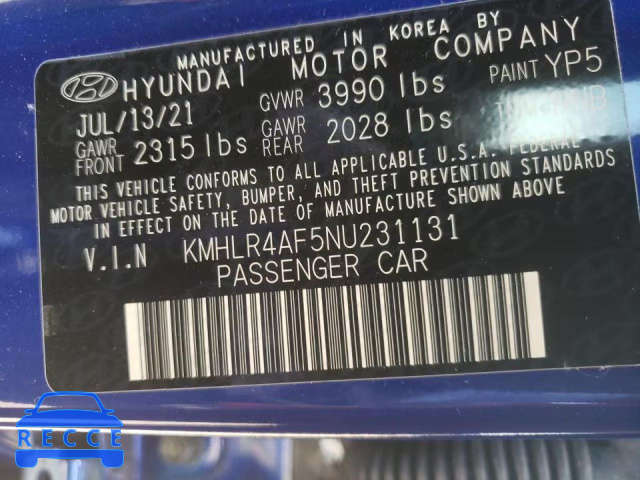 MANUFACTURED IN KOREA BY
HYUNDAI MOTOR COMPANY
JUL/13/21 GVWR 3990 lbs PAINT YP5
GAWR FRONT 2315 lbs GAWR REAR 2028 lbs
THIS VEHICLE CONFORMS TO ALL APPLICABLE U.S.A. FEDERAL
MOTOR VEHICLE SAFETY, BUMPER, AND THEFT PREVENTION STANDARDS
IN EFFECT ON THE DATE OF MANUFACTURE SHOWN ABOVE
V.I.N KMHLR4AF5NU231131
PASSENGER CAR
RECCE